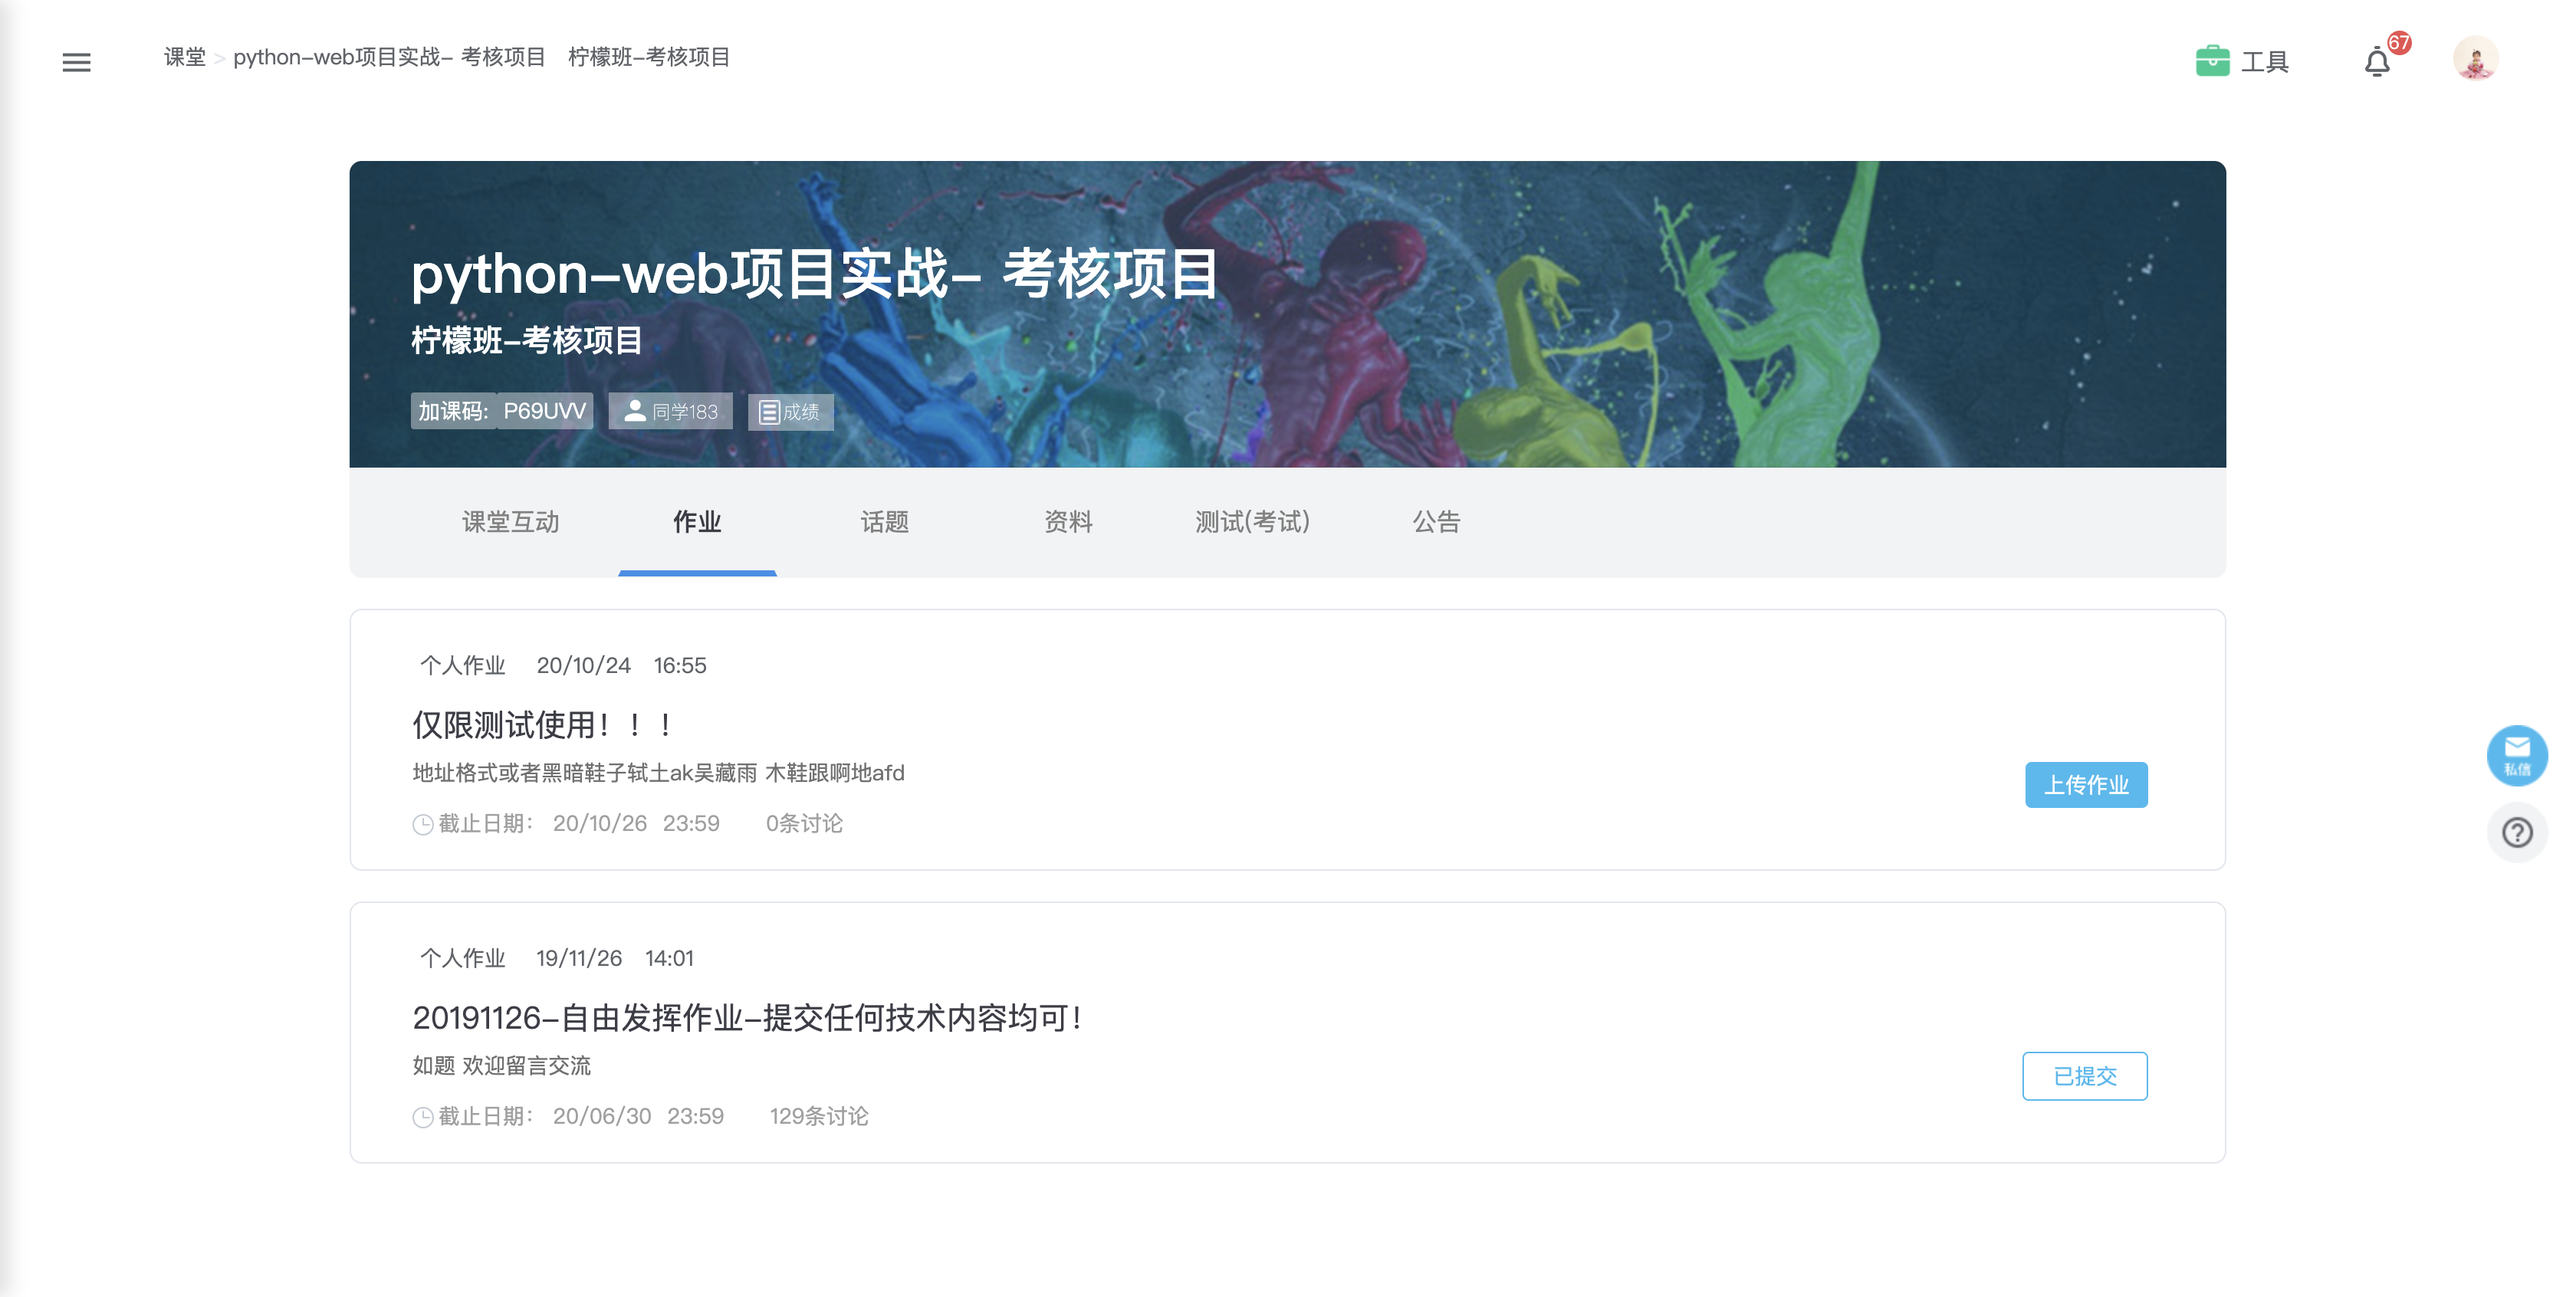 课堂 > python-web项目实战- 考核项目 柠檬班-考核项目
工具
67
python-web项目实战- 考核项目
柠檬班-考核项目
加课码: P69UVV 同学183 成绩
课堂互动 作业 话题 资料 测试(考试) 公告
个人作业 20/10/24 16:55
仅限测试使用！！！
地址格式或者黑暗鞋子轼土ak吴藏雨 木鞋跟啊地afd
上传作业
截止日期： 20/10/26 23:59 0条讨论
私信
个人作业 19/11/26 14:01
20191126-自由发挥作业-提交任何技术内容均可！
如题 欢迎留言交流
已提交
截止日期： 20/06/30 23:59 129条讨论